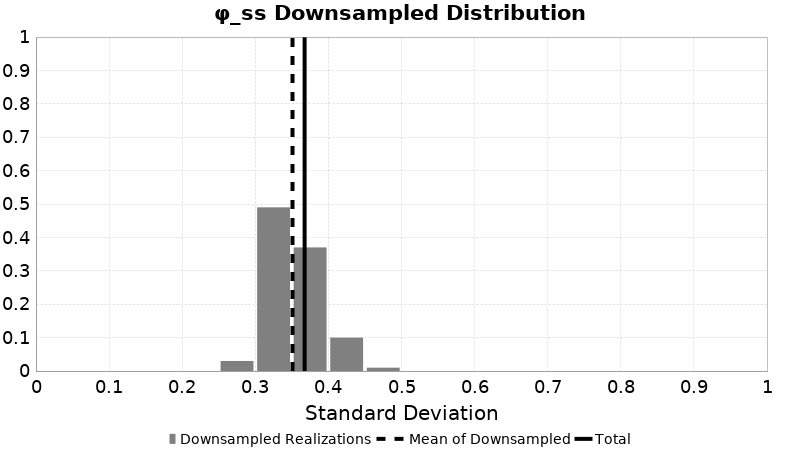 φ_ss Downsampled Distribution
1
0.9
0.8
0.7
0.6
0.5
0.4
0.3
0.2
0.1
0
0 0.1 0.2 0.3 0.4 0.5 0.6 0.7 0.8 0.9 1
Standard Deviation
Downsampled Realizations Mean of Downsampled Total